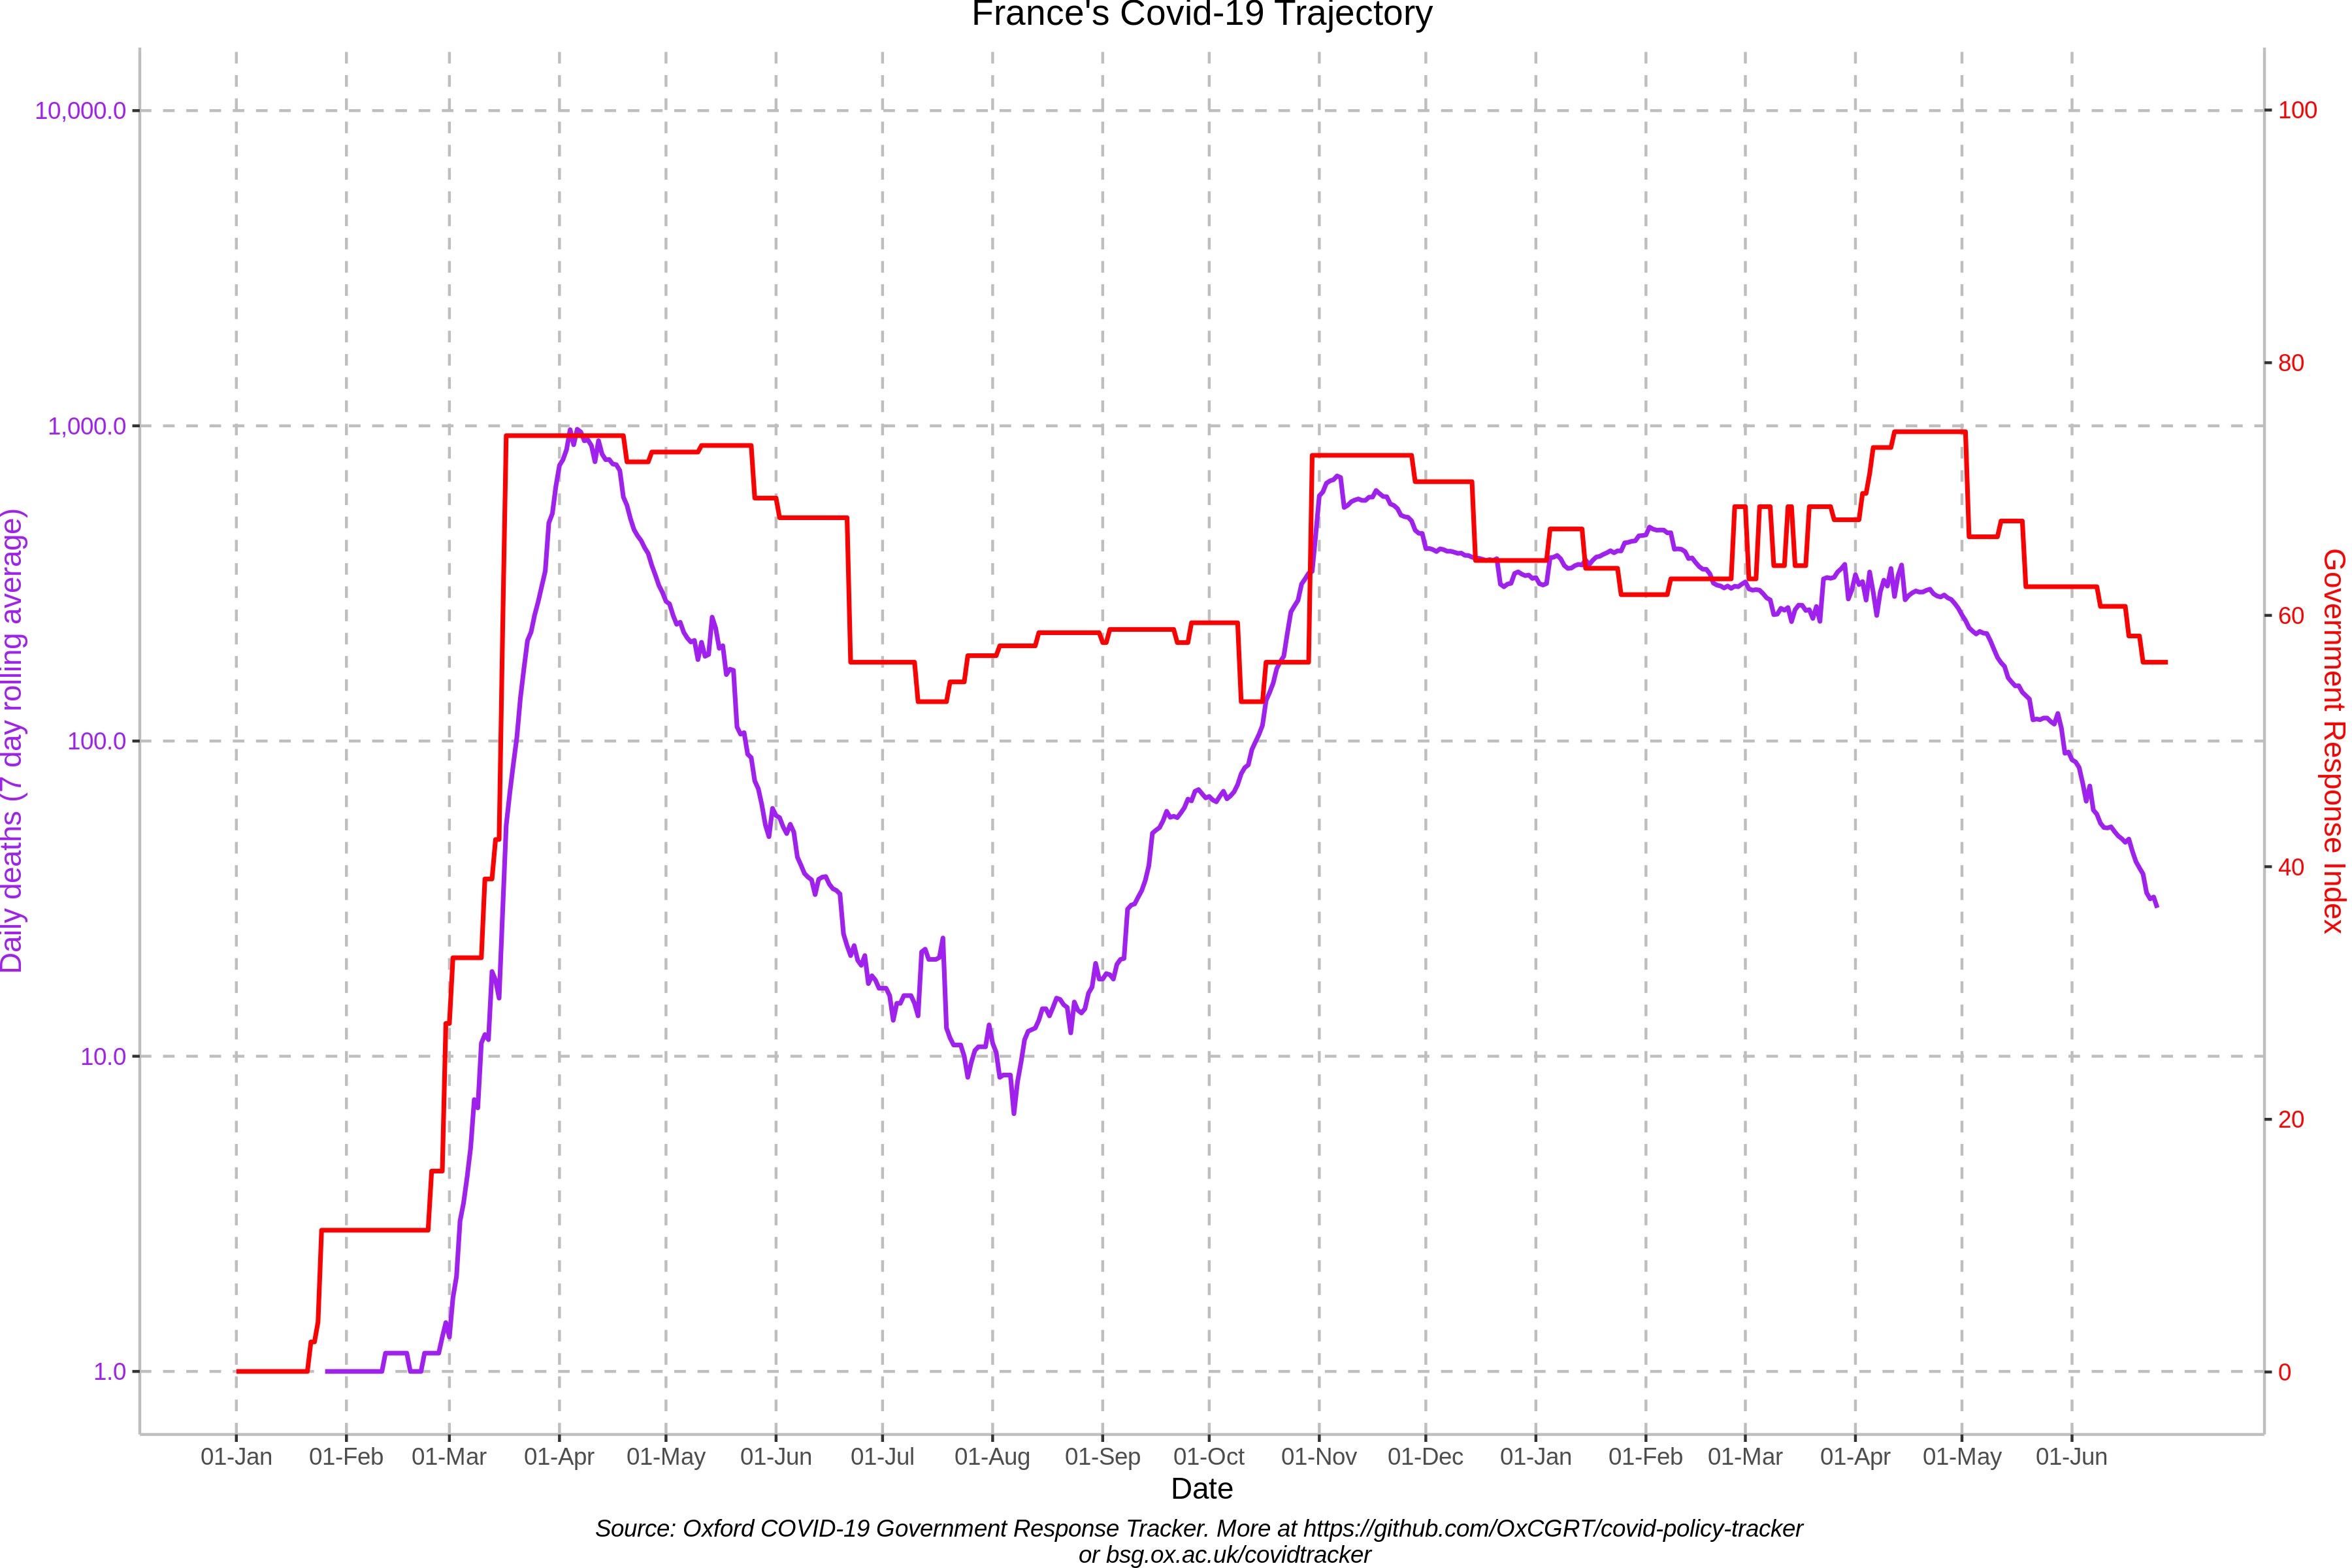 France's Covid-19 Trajectory
10,000.0
1,000.0
100.0
10.0
1.0
Daily deaths (7 day rolling average)
100
80
60
40
20
0
Government Response Index
01-Jan 01-Feb 01-Mar 01-Apr 01-May 01-Jun 01-Jul 01-Aug 01-Sep 01-Oct 01-Nov 01-Dec 01-Jan 01-Feb 01-Mar 01-Apr 01-May 01-Jun
Date
Source: Oxford COVID-19 Government Response Tracker. More at https://github.com/OxCGRT/covid-policy-tracker
or bsg.ox.ac.uk/covidtracker